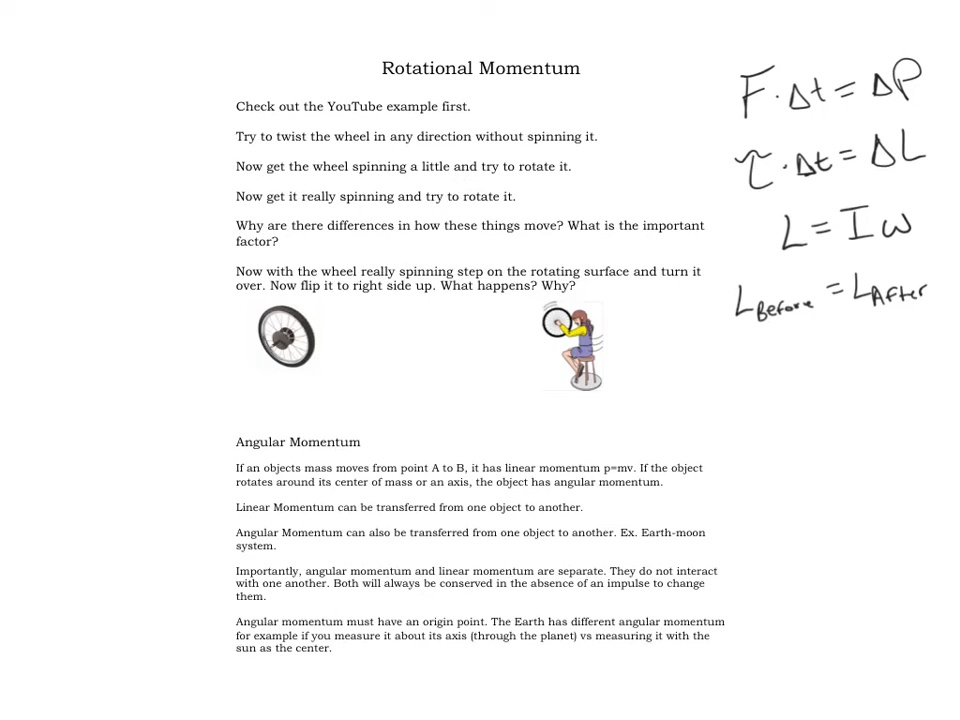 Rotational Momentum
Check out the YouTube example first.
Try to twist the wheel in any direction without spinning it.
Now get the wheel spinning a little and try to rotate it.
Now get it really spinning and try to rotate it.
Why are there differences in how these things move? What is the important
factor?
Now with the wheel really spinning step on the rotating surface and turn it
over. Now flip it to right side up. What happens? Why?
F · Δt = ΔP
τ · Δt = ΔL
L = I ω
L Before = L After
Angular Momentum
If an objects mass moves from point A to B, it has linear momentum p=mv. If the object
rotates around its center of mass or an axis, the object has angular momentum.
Linear Momentum can be transferred from one object to another.
Angular Momentum can also be transferred from one object to another. Ex. Earth-moon
system.
Importantly, angular momentum and linear momentum are separate. They do not interact
with one another. Both will always be conserved in the absence of an impulse to change
them.
Angular momentum must have an origin point. The Earth has different angular momentum
for example if you measure it about its axis (through the planet) vs measuring it with the
sun as the center.